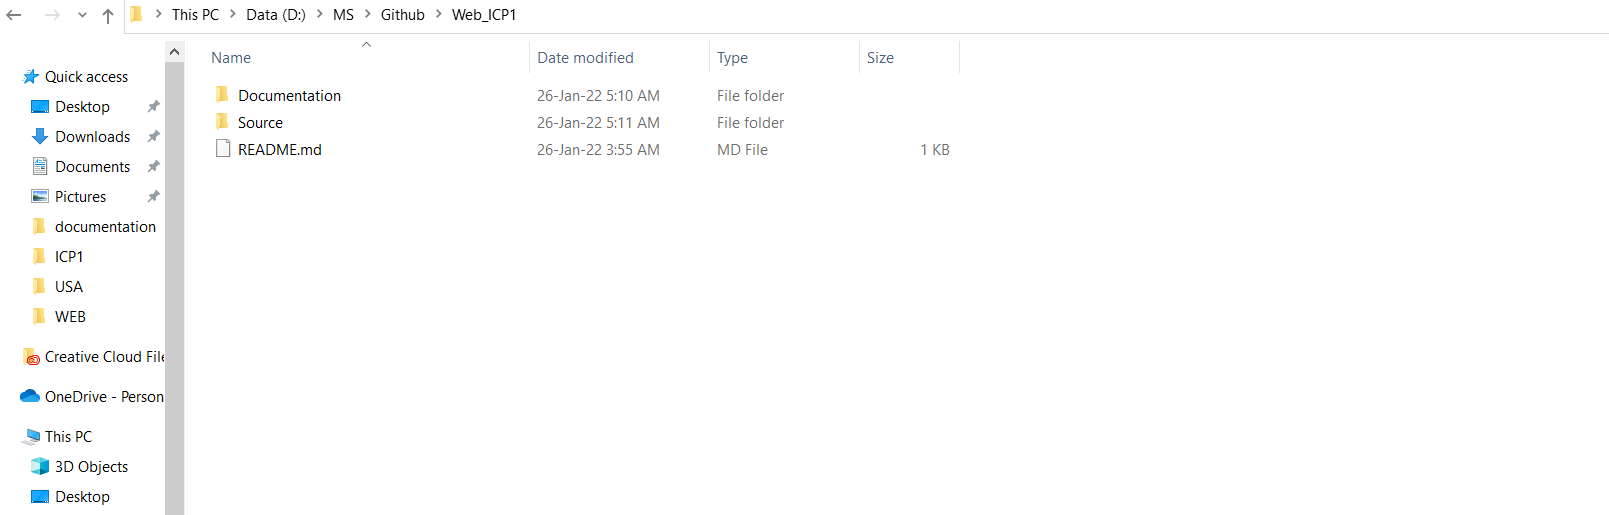 This PC > Data (D:) > MS > Github > Web_ICP1
Name Date modified Type Size
Quick access
Desktop
Downloads
Documents
Pictures
documentation
ICP1
USA
WEB
Creative Cloud File
OneDrive - Person
This PC
3D Objects
Desktop
Documentation 26-Jan-22 5:10 AM File folder
Source 26-Jan-22 5:11 AM File folder
README.md 26-Jan-22 3:55 AM MD File 1 KB